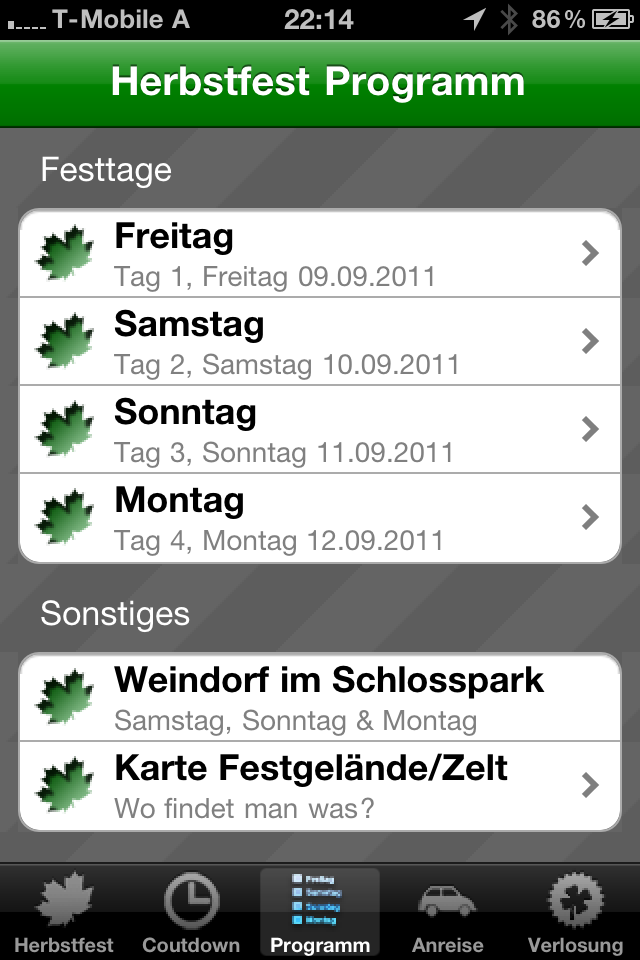 T-Mobile A 22:14 86%
Herbstfest Programm
Festtage
Freitag
Tag 1, Freitag 09.09.2011
Samstag
Tag 2, Samstag 10.09.2011
Sonntag
Tag 3, Sonntag 11.09.2011
Montag
Tag 4, Montag 12.09.2011
Sonstiges
Weindorf im Schlosspark
Samstag, Sonntag & Montag
Karte Festgelände/Zelt
Wo findet man was?
Freitag
Samstag
Sonntag
Montag
Herbstfest Coutdown Programm Anreise Verlosung